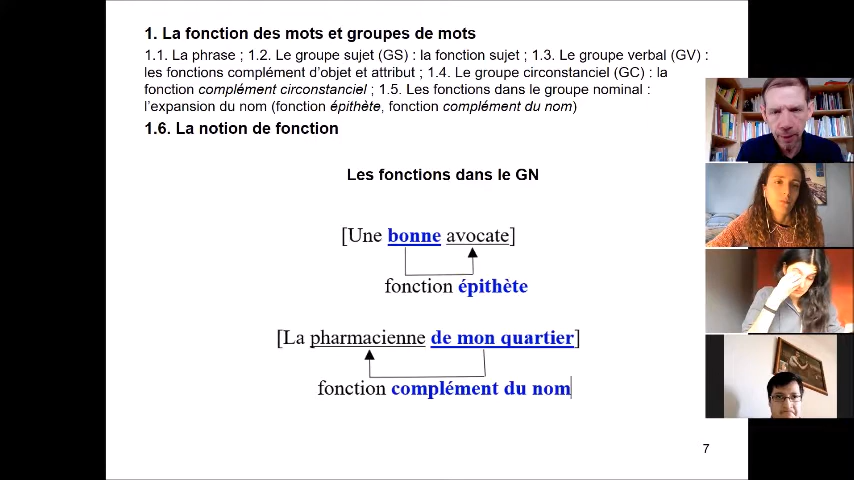 1. La fonction des mots et groupes de mots
1.1. La phrase ; 1.2. Le groupe sujet (GS) : la fonction sujet ; 1.3. Le groupe verbal (GV) :
les fonctions complément d'objet et attribut ; 1.4. Le groupe circonstanciel (GC) : la
fonction complément circonstanciel ; 1.5. Les fonctions dans le groupe nominal :
l'expansion du nom (fonction épithète, fonction complément du nom)
1.6. La notion de fonction
Les fonctions dans le GN
[Une bonne avocate]
fonction épithète
[La pharmacienne de mon quartier]
fonction complément du nom
7